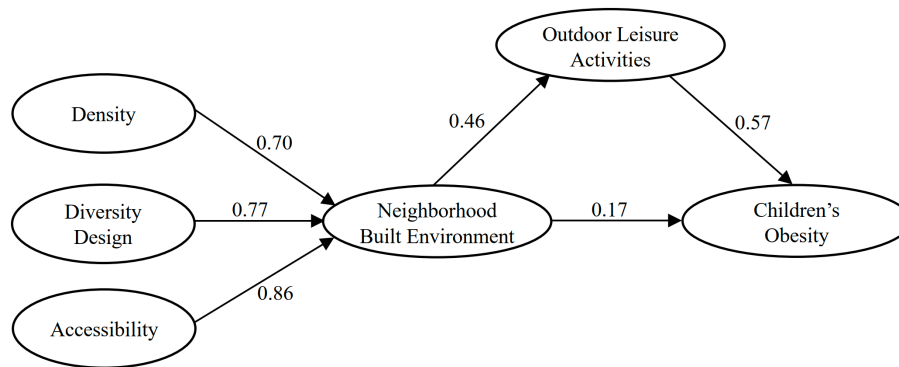 Outdoor Leisure
Activities
Density
0.70
0.46
0.57
Diversity
Design
0.77
Neighborhood
Built Environment
0.17
Children’s
Obesity
0.86
Accessibility